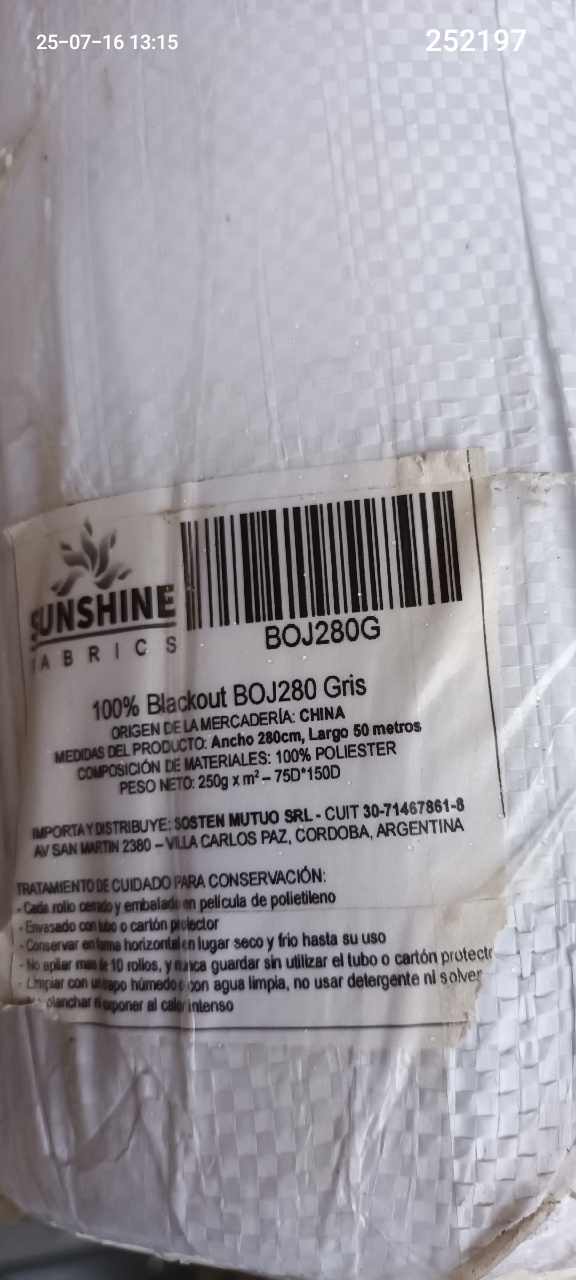 25-07-16 13:15
252197
SUNSHINE
FABRICS
BOJ280G
100% Blackout BOJ280 Gris
ORIGEN DE LA MERCADERÍA: CHINA
MEDIDAS DEL PRODUCTO: Ancho 280cm, Largo 50 metros
COMPOSICIÓN DE MATERIALES: 100% POLIESTER
PESO NETO: 250g x m² – 75D*150D
IMPORTA Y DISTRIBUYE: SOSTEN MUTUO SRL - CUIT 30-71467861-8
AV SAN MARTIN 2380 – VILLA CARLOS PAZ, CORDOBA, ARGENTINA
TRATAMIENTO DE CUIDADO PARA CONSERVACIÓN:
- Cada rollo cerrado y embalado en película de polietileno
- Envasado con tubo o cartón protector
- Conservar en forma horizontal en lugar seco y frio hasta su uso
- No apilar mas de 10 rollos, y nunca guardar sin utilizar el tubo o cartón protecto
- Limpiar con un trapo húmedo o con agua limpia, no usar detergente ni solve
planchar ni exponer al calor intenso